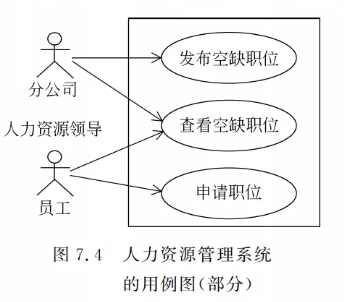 发布空缺职位
分公司
人力资源领导
查看空缺职位
员工
申请职位
图 7.4 人力资源管理系统
的用例图(部分)